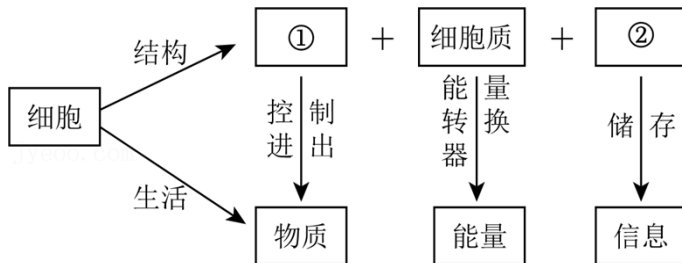 ① + 细胞质 + ②
结构
细胞
控制进出
能量转换器
储存
生活
物质
能量
信息